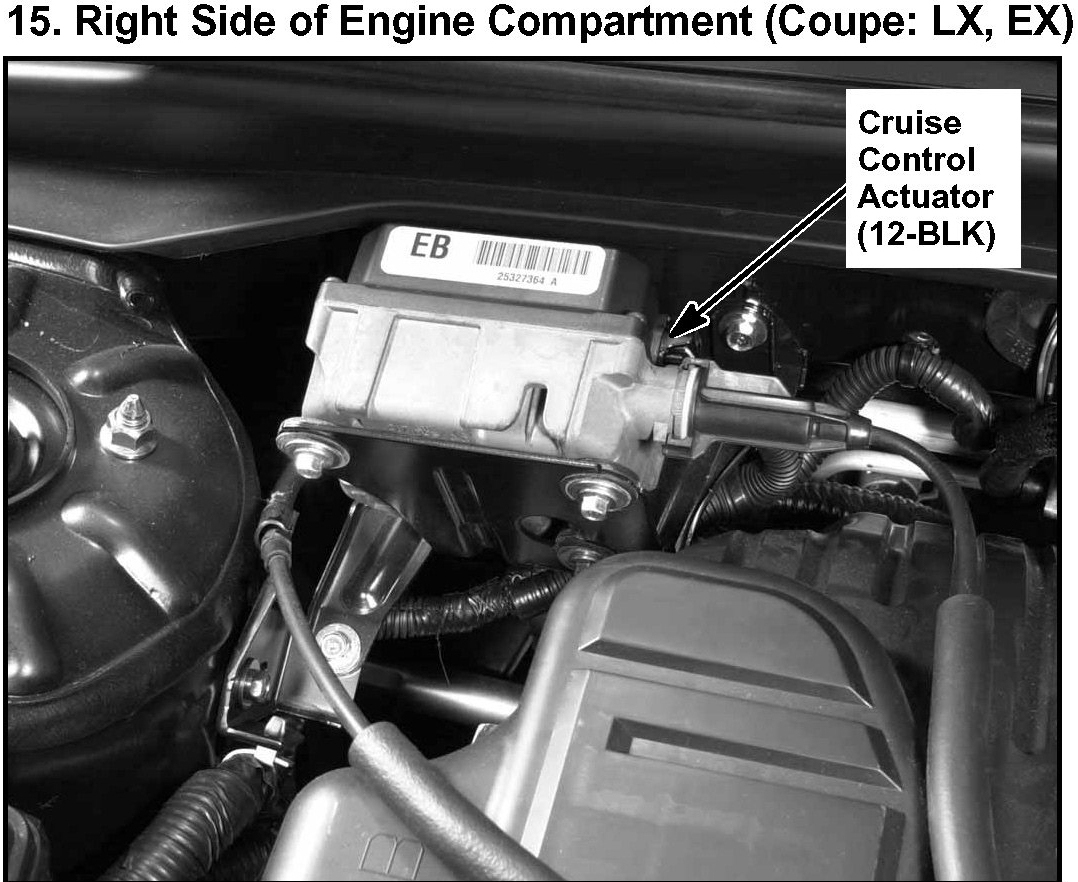 15. Right Side of Engine Compartment (Coupe: LX, EX)
Cruise
Control
Actuator
(12-BLK)
EB
25327364 A
B